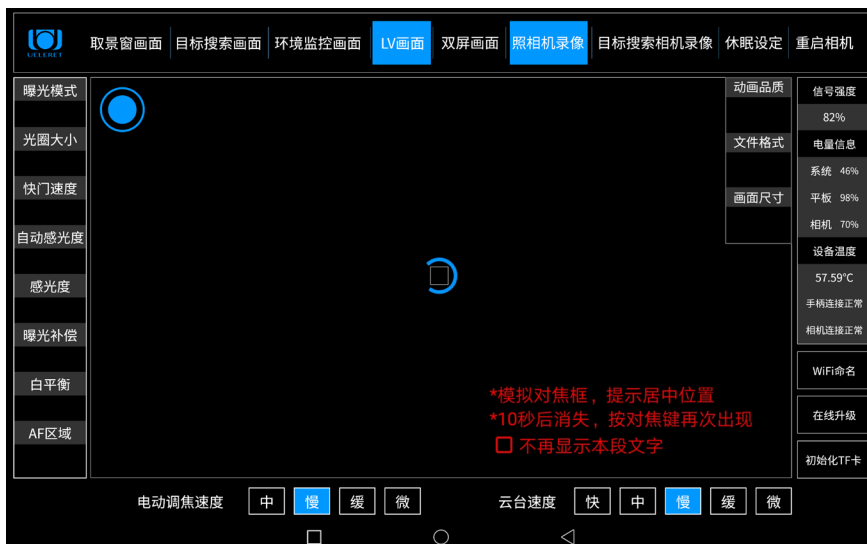 ULLERET
取景窗画面 目标搜索画面 环境监控画面 LV画面 双屏画面 照相机录像 目标搜索相机录像 休眠设定 重启相机
曝光模式
光圈大小
快门速度
自动感光度
感光度
曝光补偿
白平衡
AF区域
动画品质
文件格式
画面尺寸
信号强度
82%
电量信息
系统 46%
平板 98%
相机 70%
设备温度
57.59℃
手柄连接正常
相机连接正常
WiFi命名
在线升级
初始化TF卡
*模拟对焦框，提示居中位置
*10秒后消失，按对焦键再次出现
不再显示本段文字
电动调焦速度 中 慢 缓 微 云台速度 快 中 慢 缓 微